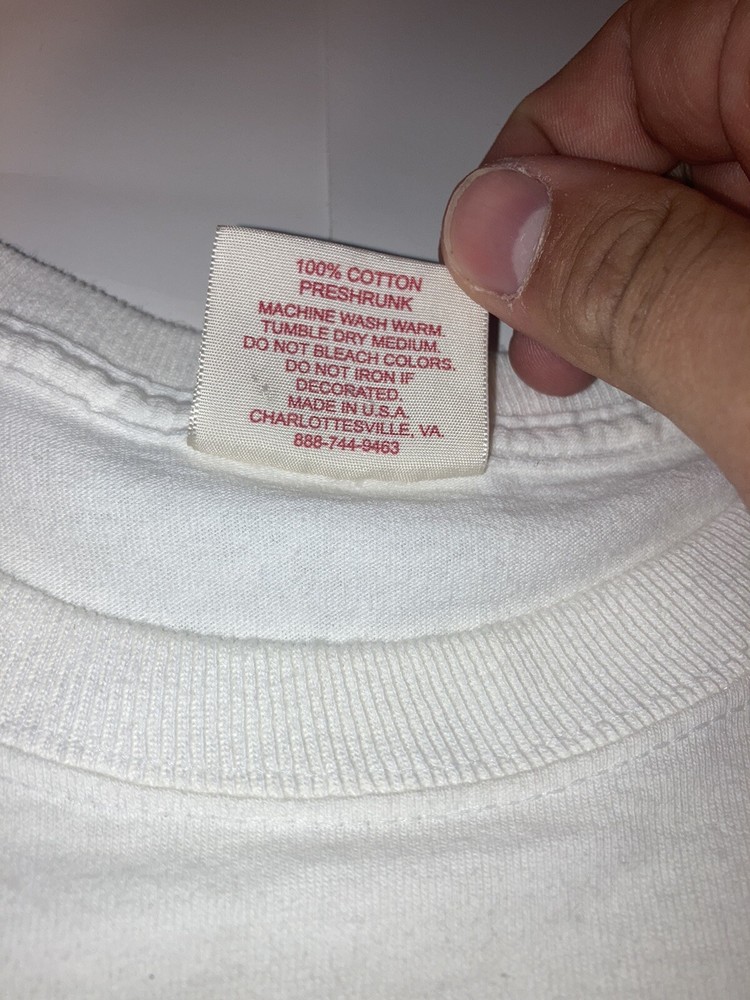 100% COTTON
PRESHRUNK
MACHINE WASH WARM.
TUMBLE DRY MEDIUM.
DO NOT BLEACH COLORS.
DO NOT IRON IF
DECORATED.
MADE IN U.S.A.
CHARLOTTESVILLE, VA.
888-744-9463